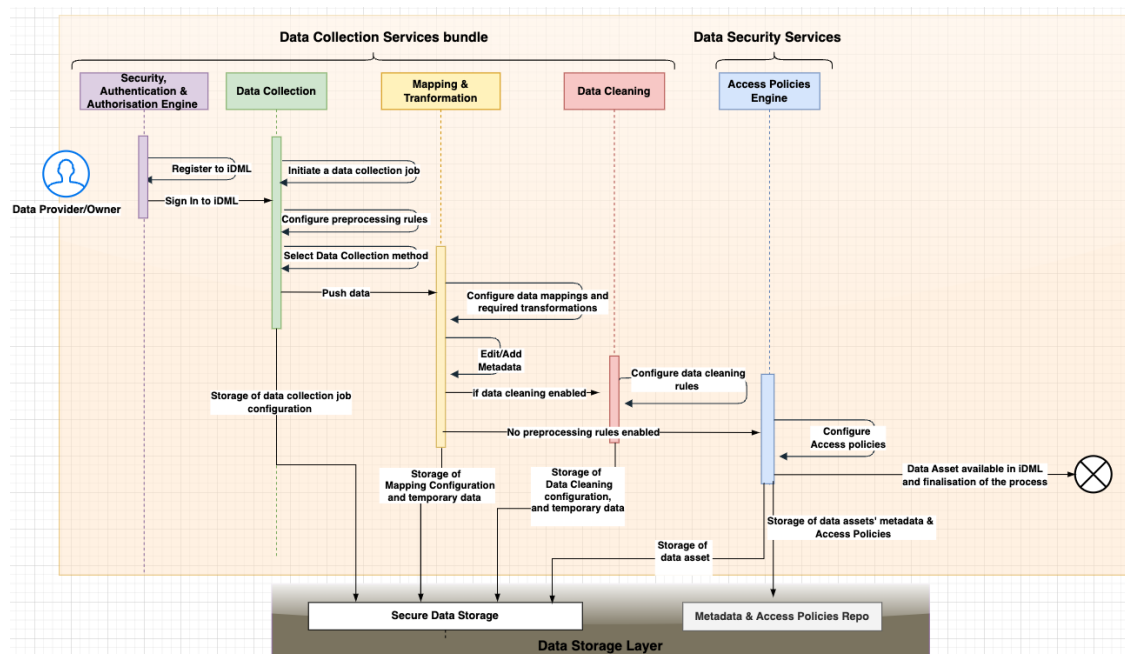 Data Collection Services bundle
Data Security Services
Security,
Authentication &
Authorisation Engine
Data Collection
Mapping &
Tranformation
Data Cleaning
Access Policies
Engine
Data Provider/Owner
Register to iDML
Sign In to iDML
Initiate a data collection job
Configure preprocessing rules
Select Data Collection method
Push data
Configure data mappings and
required transformations
Edit/Add
Metadata
if data cleaning enabled
Configure data cleaning
rules
No preprocessing rules enabled
Configure
Access policies
Data Asset available in iDML
and finalisation of the process
Storage of data collection job
configuration
Storage of
Mapping Configuration
and temporary data
Storage of
Data Cleaning
configuration,
and temporary data
Storage of data assets' metadata &
Access Policies
Storage of
data asset
Secure Data Storage
Metadata & Access Policies Repo
Data Storage Layer